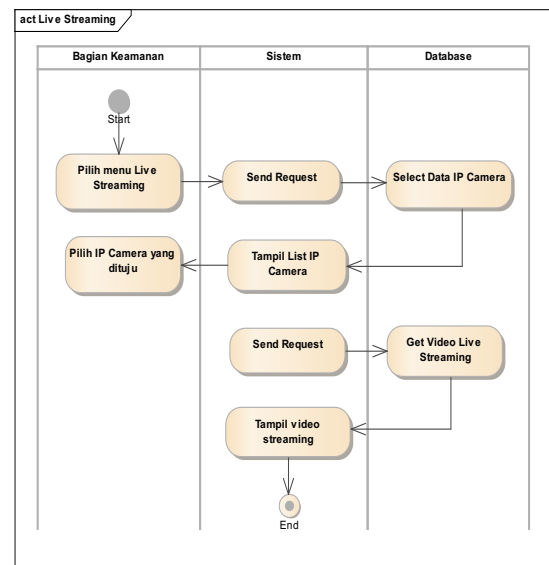 act Live Streaming
Bagian Keamanan
Sistem
Database
Start
Pilih menu Live
Streaming
Send Request
Select Data IP Camera
Pilih IP Camera yang
dituju
Tampil List IP
Camera
Send Request
Get Video Live
Streaming
Tampil video
streaming
End